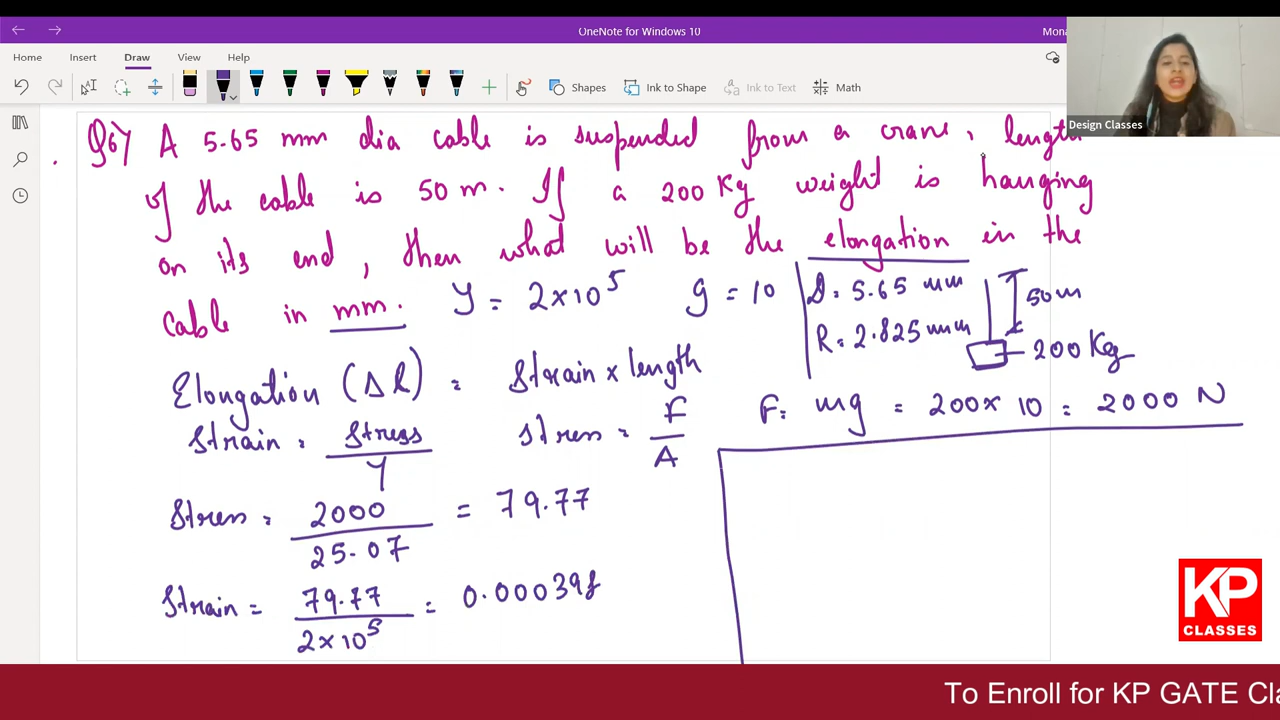 OneNote for Windows 10
Mona
Home Insert Draw View Help
Shapes Ink to Shape Ink to Text Math
Design Classes
Q6) A 5.65 mm dia cable is suspended from a crane, length
of the cable is 50 m. If a 200 Kg weight is hanging
on its end, then what will be the elongation in the
cable in mm. Y = 2×10⁵ g = 10
D = 5.65 mm
R = 2.825 mm
50m
200 Kg
Elongation (Δl) = Strain × length
F = mg = 200 × 10 = 2000 N
Strain = Stress / Y Stress = F / A
Stress = 2000 / 25.07 = 79.77
Strain = 79.77 / 2×10⁵ = 0.000398
KP
CLASSES
To Enroll for KP GATE Cla